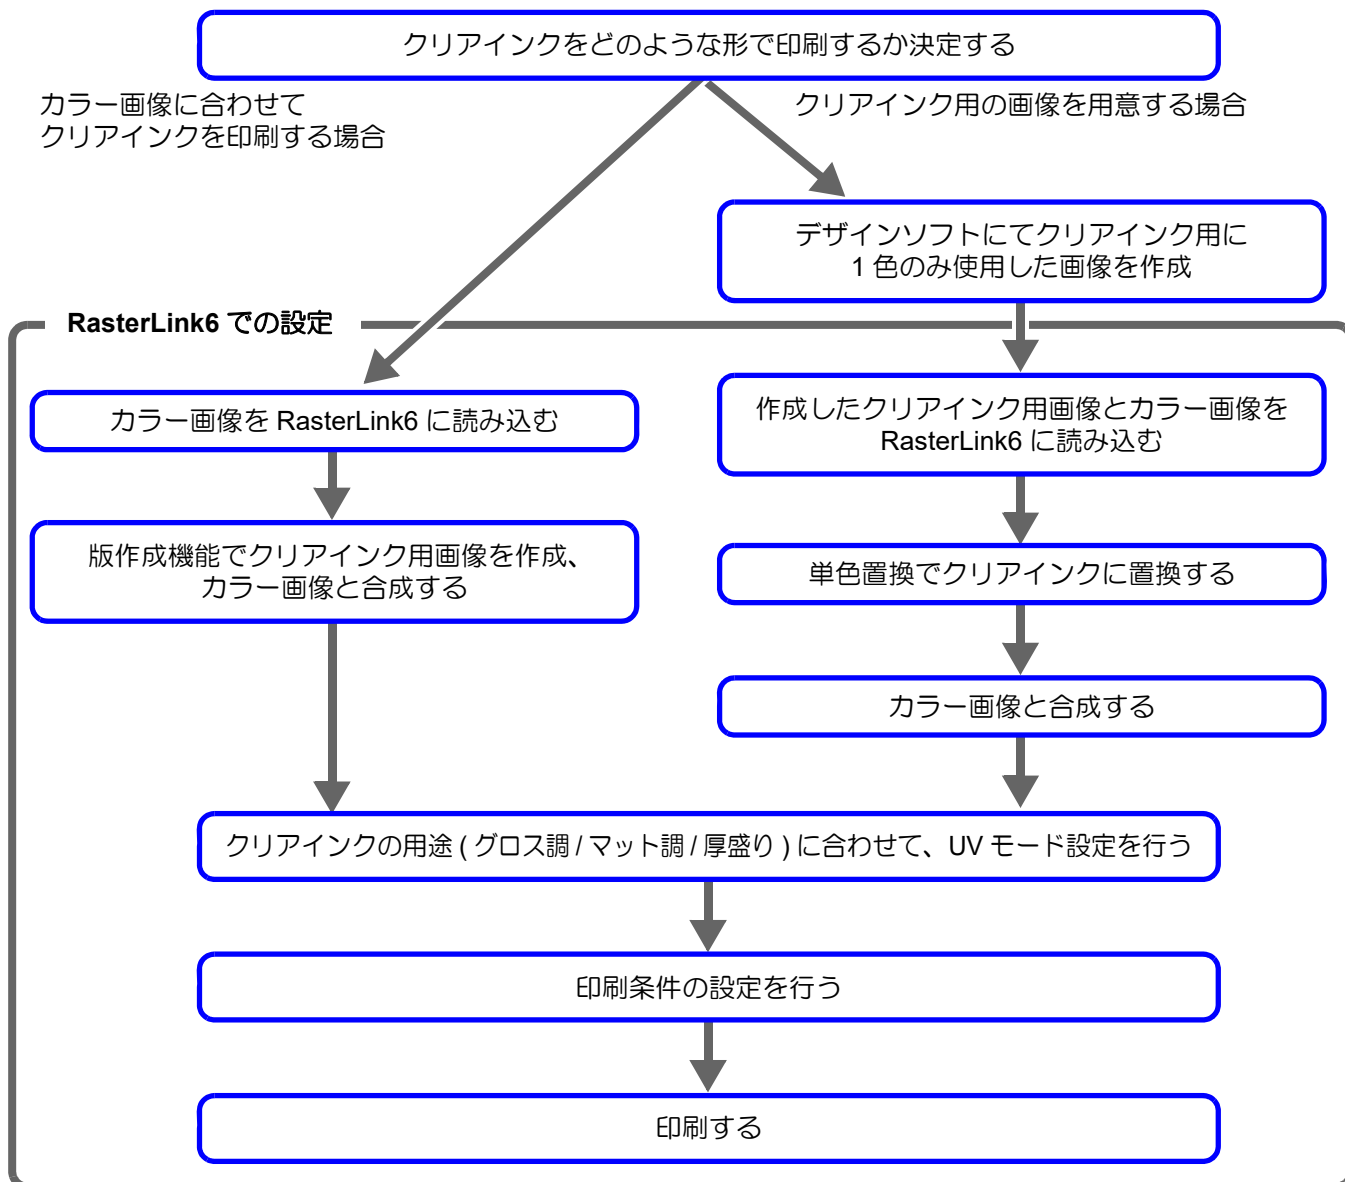 クリアインクをどのような形で印刷するか決定する
カラー画像に合わせて
クリアインクを印刷する場合
クリアインク用の画像を用意する場合
デザインソフトにてクリアインク用に
1 色のみ使用した画像を作成
RasterLink6 での設定
カラー画像を RasterLink6 に読み込む
作成したクリアインク用画像とカラー画像を
RasterLink6 に読み込む
版作成機能でクリアインク用画像を作成、
カラー画像と合成する
単色置換でクリアインクに置換する
カラー画像と合成する
クリアインクの用途 ( グロス調 / マット調 / 厚盛り ) に合わせて、UV モード設定を行う
印刷条件の設定を行う
印刷する